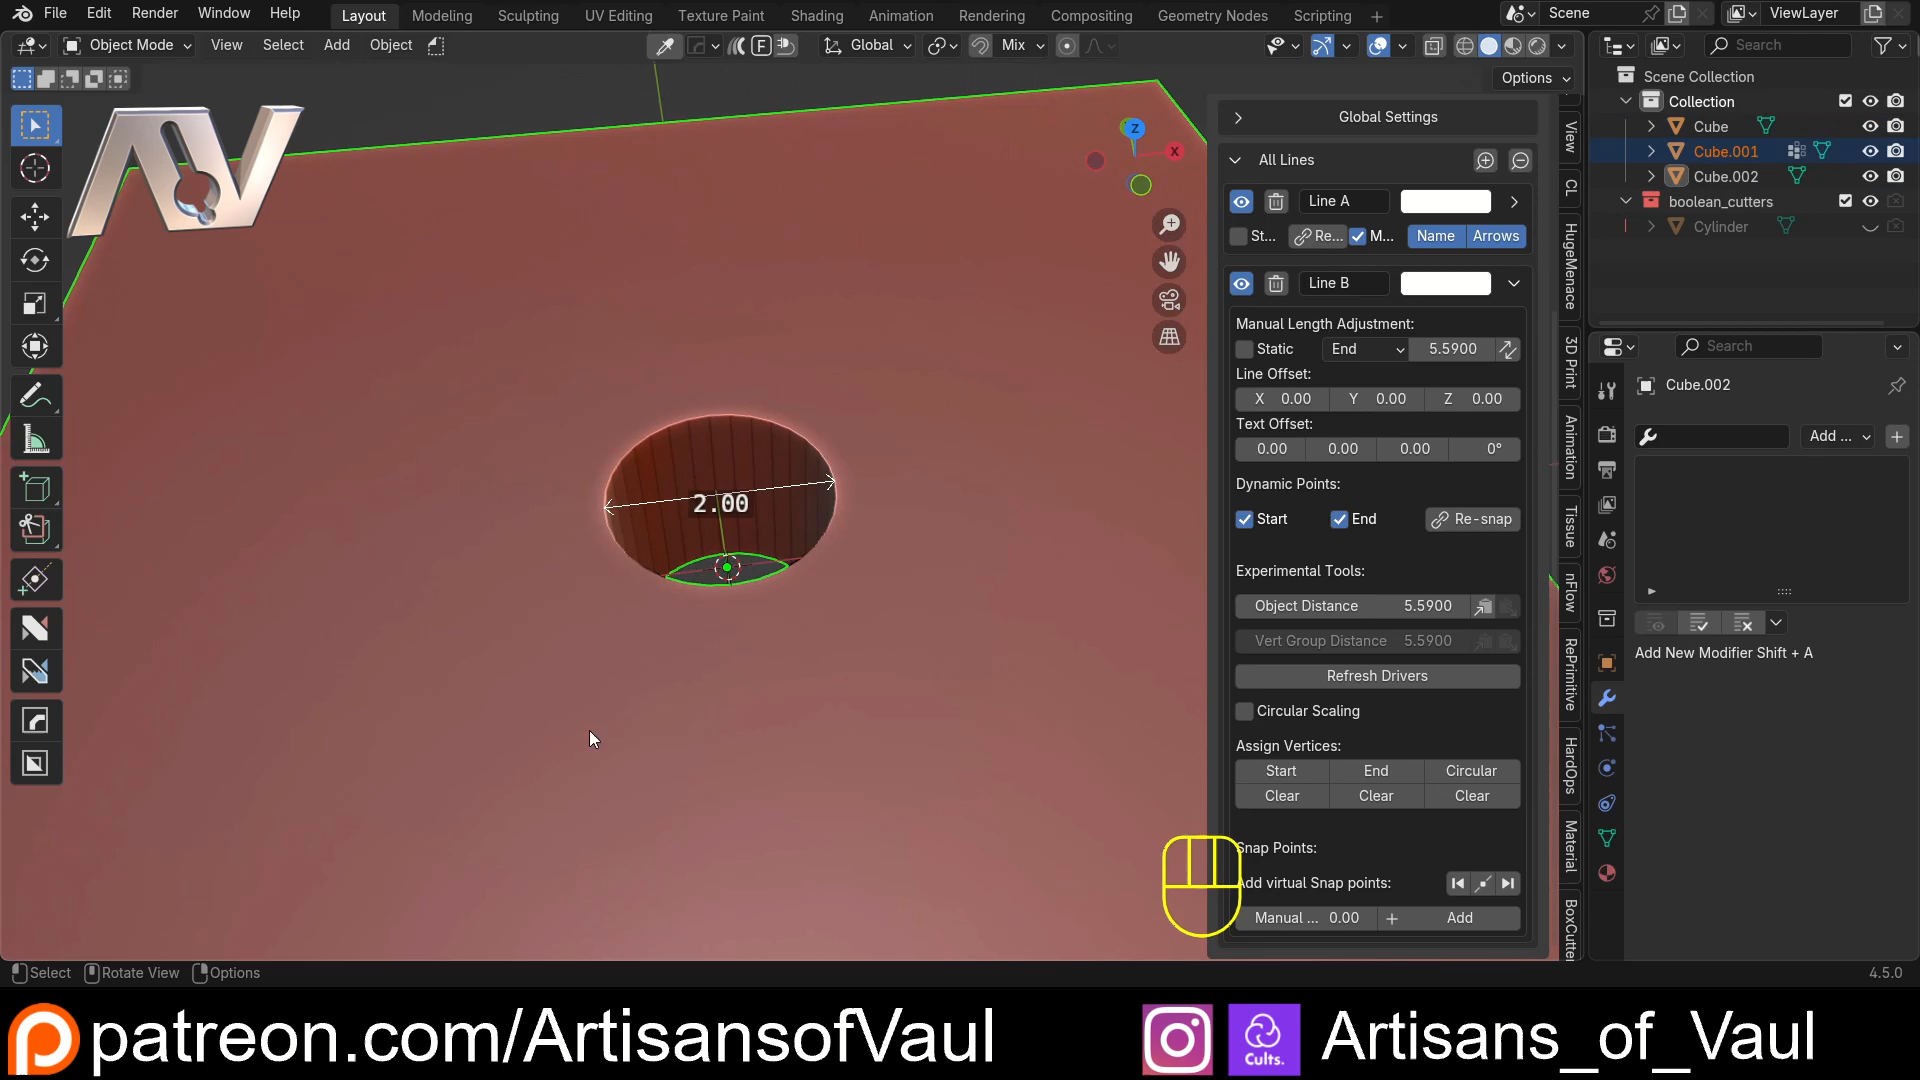 File Edit Render Window Help Layout Modeling Sculpting UV Editing Texture Paint Shading Animation Rendering Compositing Geometry Nodes Scripting + Scene ViewLayer
Object Mode View Select Add Object Global Mix Search
Options
Scene Collection
Collection
Cube
Cube.001
Cube.002
boolean_cutters
Cylinder
Z
X
Global Settings
All Lines
Line A
St... Re... M... Name Arrows
Line B
Manual Length Adjustment:
Static End 5.5900
Line Offset:
X 0.00 Y 0.00 Z 0.00
Text Offset:
0.00 0.00 0.00 0°
Dynamic Points:
Start End Re-snap
Experimental Tools:
Object Distance 5.5900
Vert Group Distance 5.5900
Refresh Drivers
Circular Scaling
Assign Vertices:
Start End Circular
Clear Clear Clear
Snap Points:
Add virtual Snap points:
Manual ... 0.00 + Add
2.00
View
CL
HugeMenace
3D Print
Animation
Tissue
nFlow
RePrimitive
HardOps
Material
BoxCutter
Search
Cube.002
Add ...
Add New Modifier Shift + A
Select Rotate View Options 4.5.0
patreon.com/ArtisansofVaul Cults. Artisans_of_Vaul